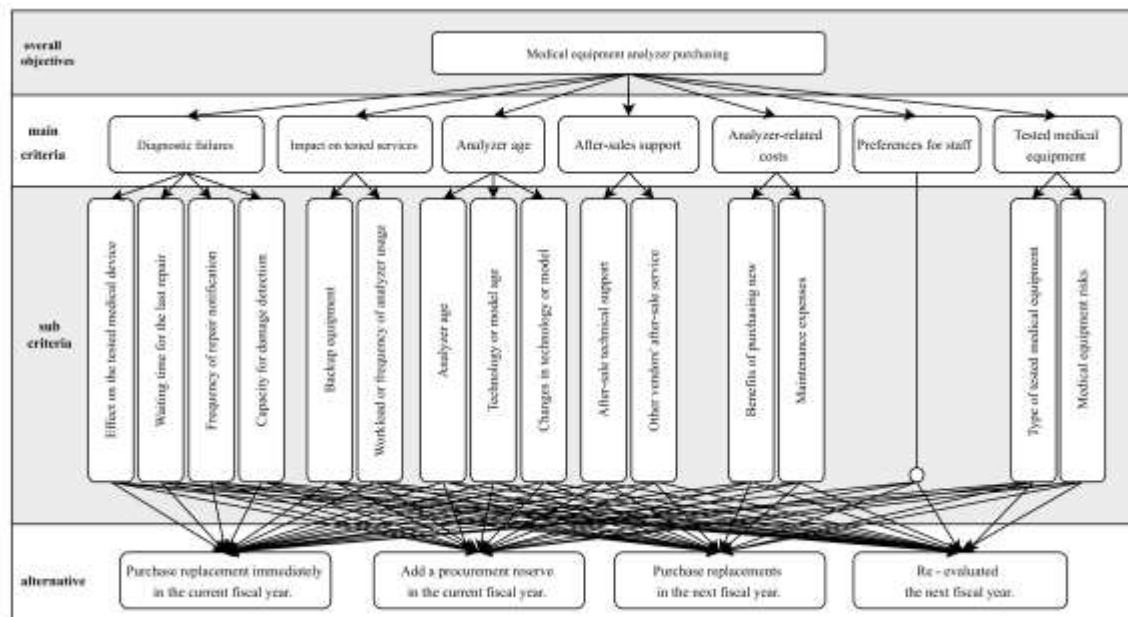 overall
objectives
Medical equipment analyzer purchasing
main
criteria
Diagnostic failures
Impact on tested services
Analyzer age
After-sales support
Analyzer-related
costs
Preferences for staff
Tested medical
equipment
sub
criteria
Effect on the tested medical device
Waiting time for the last repair
Frequency of repair notification
Capacity for damage detection
Backup equipment
Workload or frequency of analyzer usage
Analyzer age
Technology or model age
Changes in technology or model
After-sale technical support
Other vendors' after-sale service
Benefits of purchasing new
Maintenance expenses
Type of tested medical equipment
Medical equipment risks
alternative
Purchase replacement immediately
in the current fiscal year.
Add a procurement reserve
in the current fiscal year.
Purchase replacements
in the next fiscal year.
Re - evaluated
the next fiscal year.